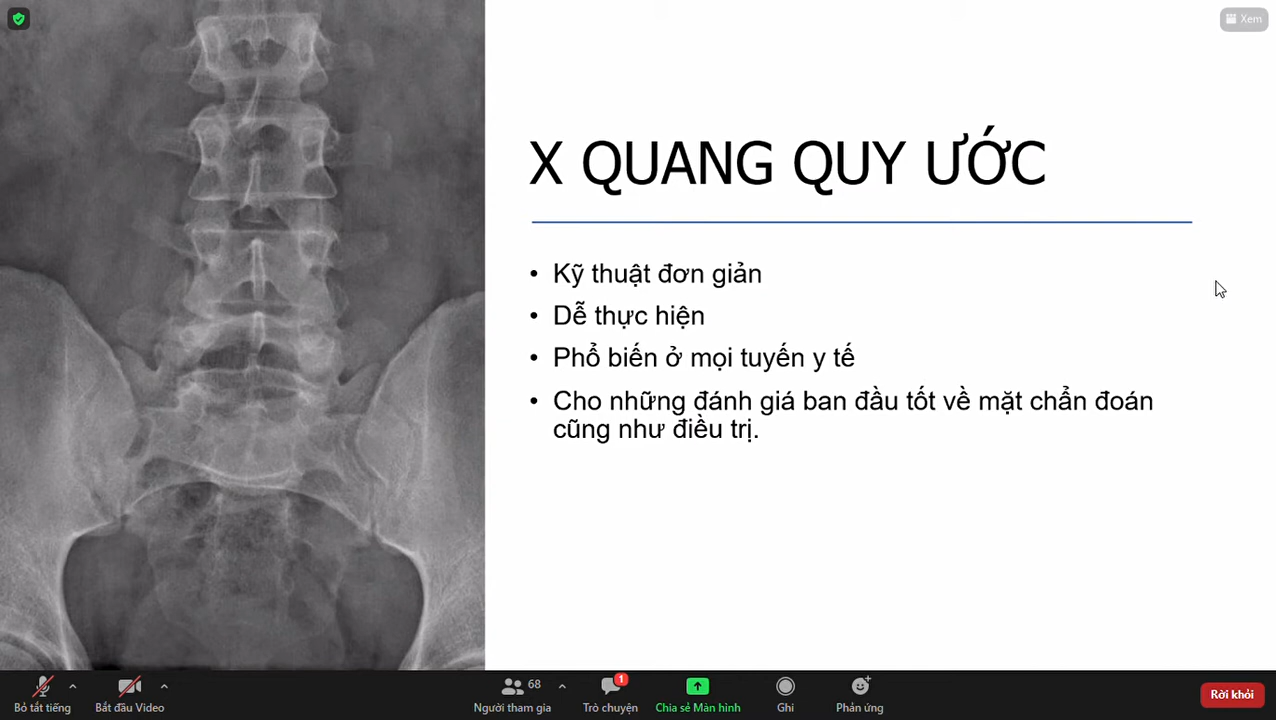 Xem
X QUANG QUY ƯỚC
• Kỹ thuật đơn giản
• Dễ thực hiện
• Phổ biến ở mọi tuyến y tế
• Cho những đánh giá ban đầu tốt về mặt chẩn đoán
cũng như điều trị.
68
1
Bỏ tắt tiếng
Bắt đầu Video
Người tham gia
Trò chuyện
Chia sẻ Màn hình
Ghi
Phản ứng
Rời khỏi